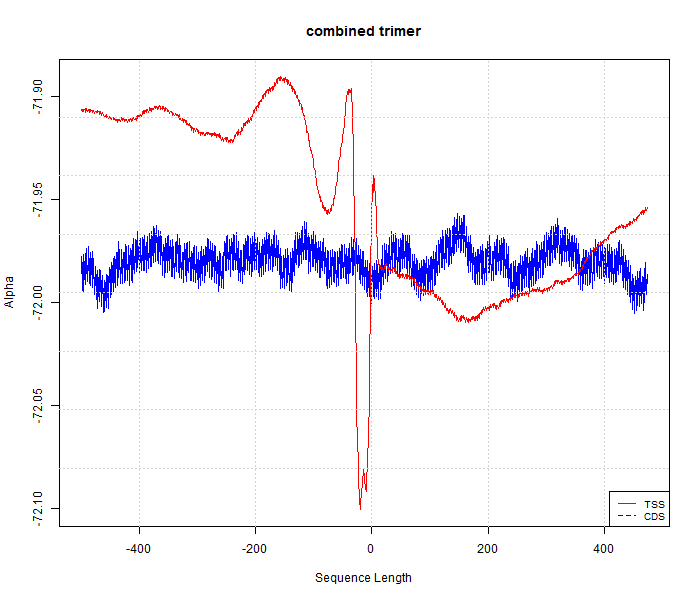 combined trimer
Alpha
-71.90
-71.95
-72.00
-72.05
-72.10
TSS
CDS
-400
-200
0
200
400
Sequence Length